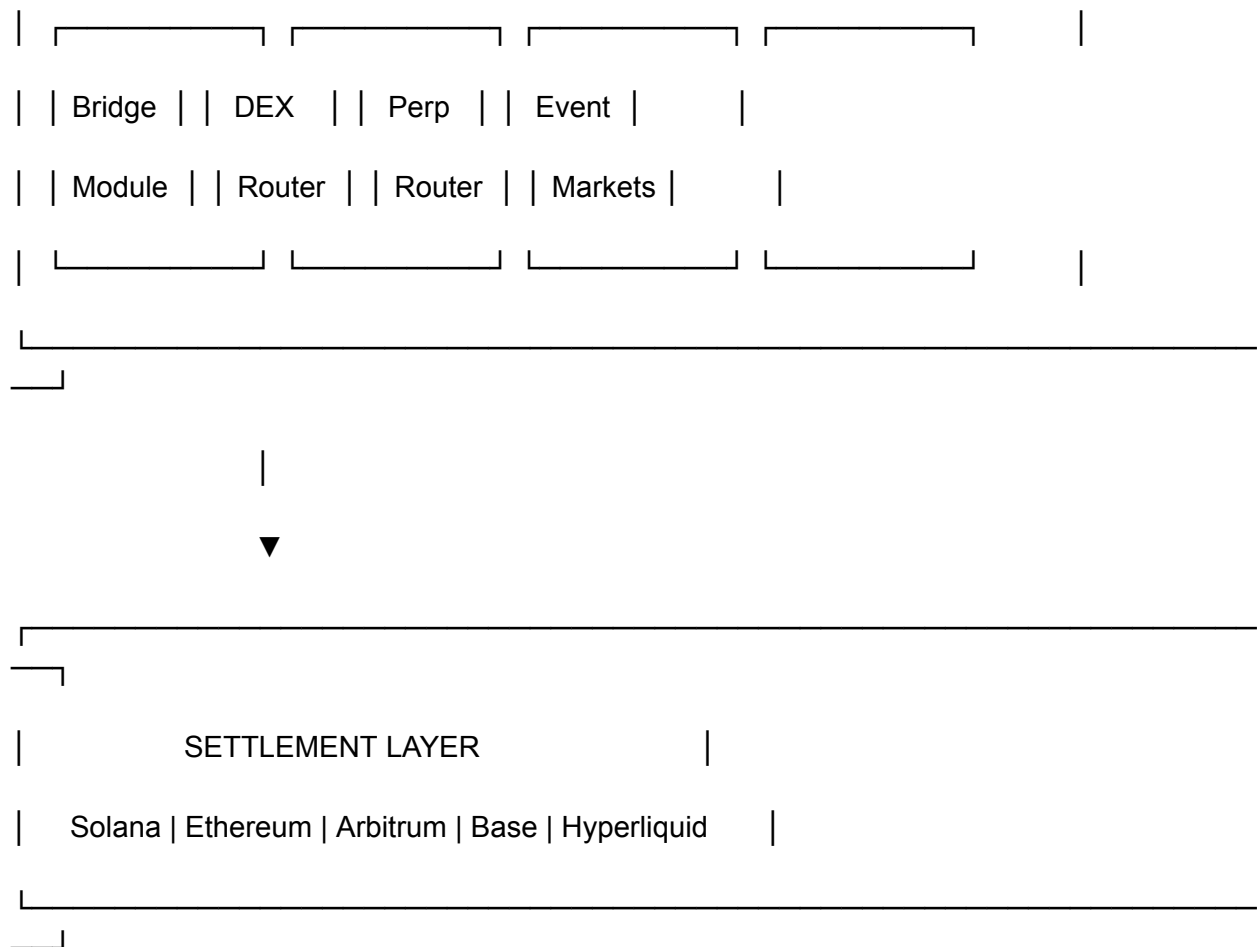 │ ┌──────────┐ ┌──────────┐ ┌──────────┐ ┌──────────┐ │
│ │ Bridge │ │ DEX │ │ Perp │ │ Event │ │
│ │ Module │ │ Router │ │ Router │ │ Markets │ │
│ └──────────┘ └──────────┘ └──────────┘ └──────────┘ │
└────────────────────────────────────────────────────────────
──┘
│
▼
┌────────────────────────────────────────────────────────────
──┐
│ SETTLEMENT LAYER │
│ Solana | Ethereum | Arbitrum | Base | Hyperliquid │
└────────────────────────────────────────────────────────────
──┘